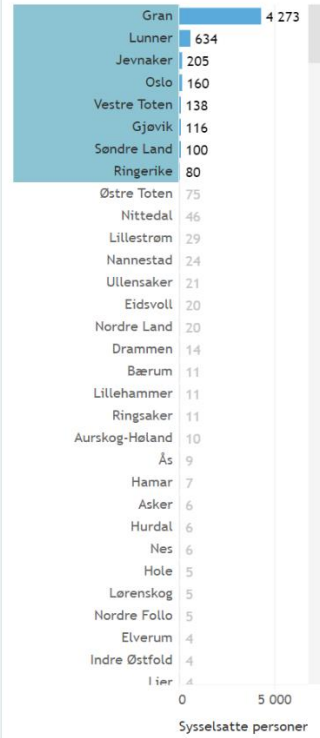 Gran 4 273
Lunner 634
Jevnaker 205
Oslo 160
Vestre Toten 138
Gjøvik 116
Søndre Land 100
Ringerike 80
Østre Toten 75
Nittedal 46
Lillestrøm 29
Nannestad 24
Ullensaker 21
Eidsvoll 20
Nordre Land 20
Drammen 14
Bærum 11
Lillehammer 11
Ringsaker 11
Aurskog-Høland 10
Ås 9
Hamar 7
Asker 6
Hurdal 6
Nes 6
Hole 5
Lørenskog 5
Nordre Follo 5
Elverum 4
Indre Østfold 4
Lier 4
0 5 000
Sysselsatte personer